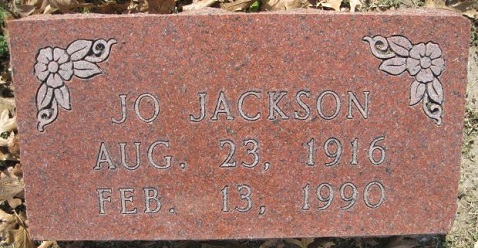 JO JACKSON
AUG. 23, 1916
FEB. 13, 1990